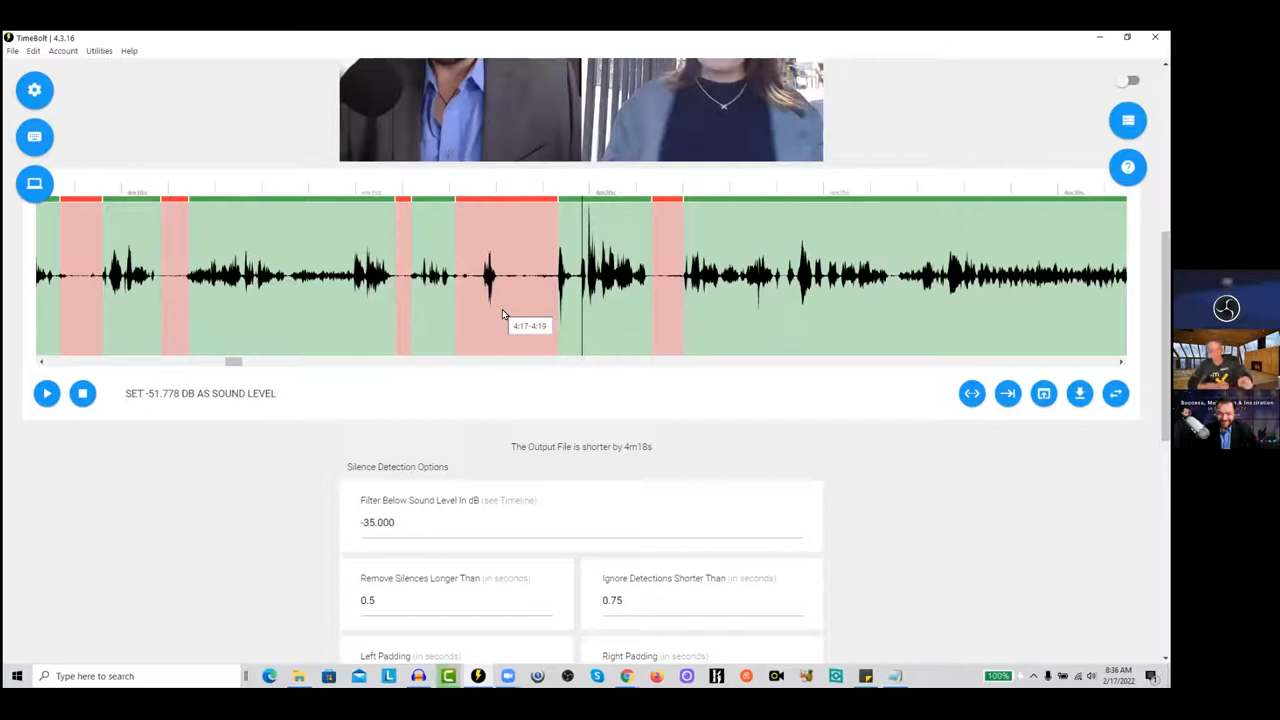 TimeBolt | 4.3.16
File Edit Account Utilities Help
4m20s
4m25s
4m30s
4:17-4:19
SET -51.778 DB AS SOUND LEVEL
The Output File is shorter by 4m18s
Silence Detection Options
Filter Below Sound Level In dB (see Timeline)
-35.000
Remove Silences Longer Than (in seconds)
Ignore Detections Shorter Than (in seconds)
0.5
0.75
Left Padding (in seconds)
Right Padding (in seconds)
Type here to search
100%
8:36 AM
2/17/2022